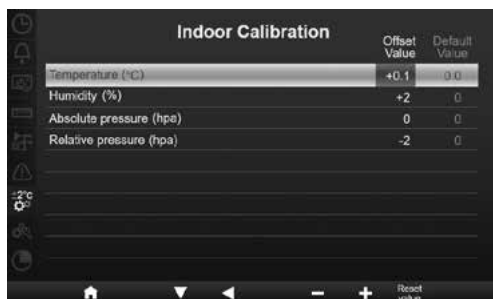 Indoor Calibration
Offset Value
Default Value
Temperature (°C) +0.1 0.0
Humidity (%) +2 0
Absolute pressure (hpa) 0 0
Relative pressure (hpa) -2 0
±2°C
Reset value